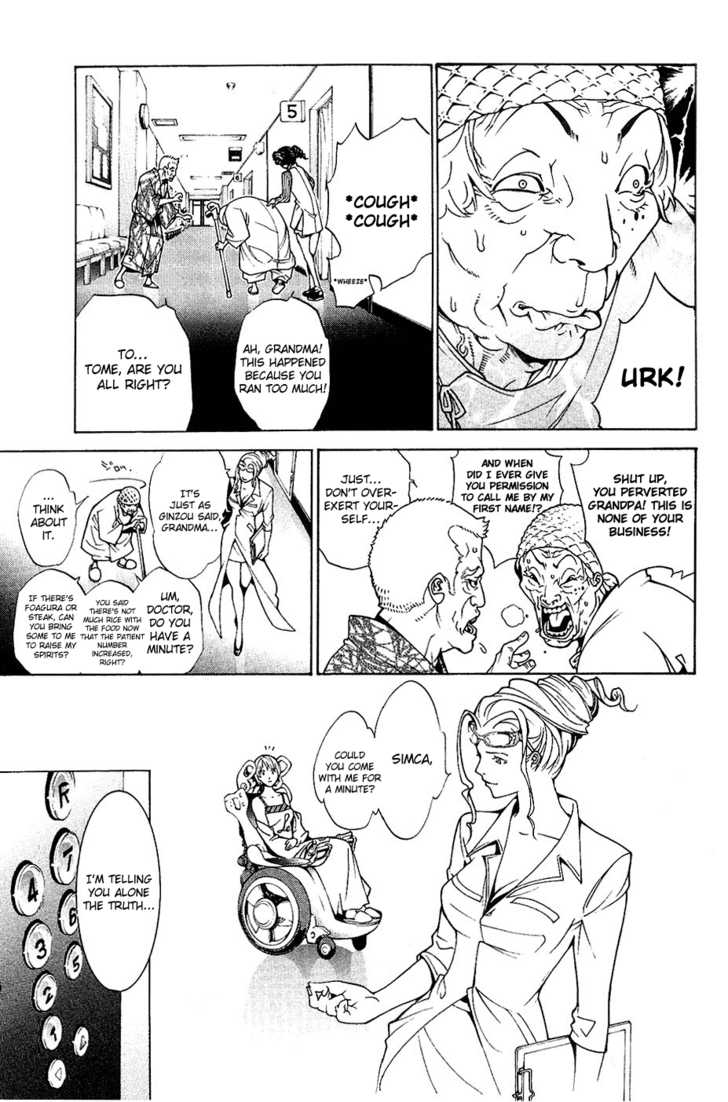 URK!
*COUGH*
*COUGH*
*WHEEZE*
5
AH, GRANDMA!
THIS HAPPENED
BECAUSE YOU
RAN TOO MUCH!
TO...
TOME, ARE YOU
ALL RIGHT?
SHUT UP,
YOU PERVERTED
GRANDPA! THIS IS
NONE OF YOUR
BUSINESS!
AND WHEN
DID I EVER GIVE
YOU PERMISSION
TO CALL ME BY MY
FIRST NAME!?
JUST...
DON'T OVER-
EXERT YOUR-
SELF....
IT'S
JUST AS
GINZOU SAID,
GRANDMA...
...
THINK
ABOUT
IT.
UM,
DOCTOR,
DO YOU
HAVE A
MINUTE?
YOU SAID
THERE'S NOT
MUCH RICE WITH
THE FOOD NOW
THAT THE PATIENT
NUMBER
INCREASED,
RIGHT?
IF THERE'S
FOAGURA OR
STEAK, CAN
YOU BRING
SOME TO ME
TO RAISE MY
SPIRITS?
SIMCA,
COULD
YOU COME
WITH ME FOR
A MINUTE?
I'M TELLING
YOU ALONE
THE TRUTH...
R
7
4
6
3
5
2
1